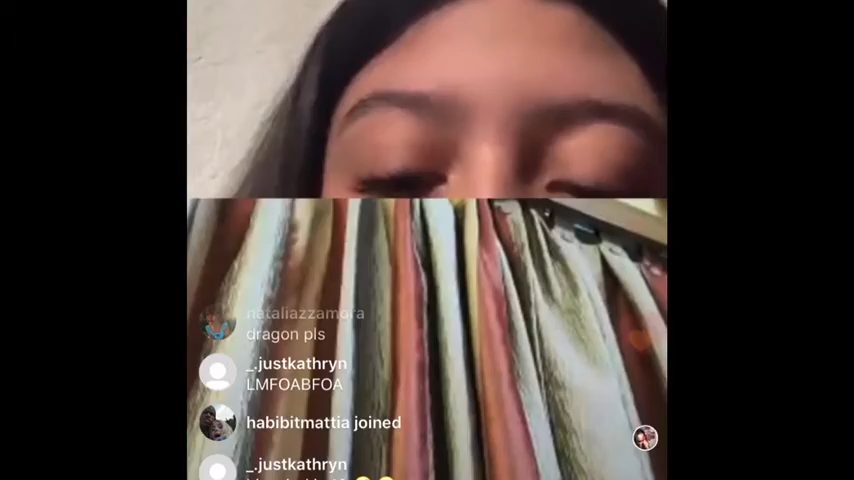 nataliazzamora
dragon pls
_.justkathryn
LMFOABFOA
habibitmattia joined
_.justkathryn